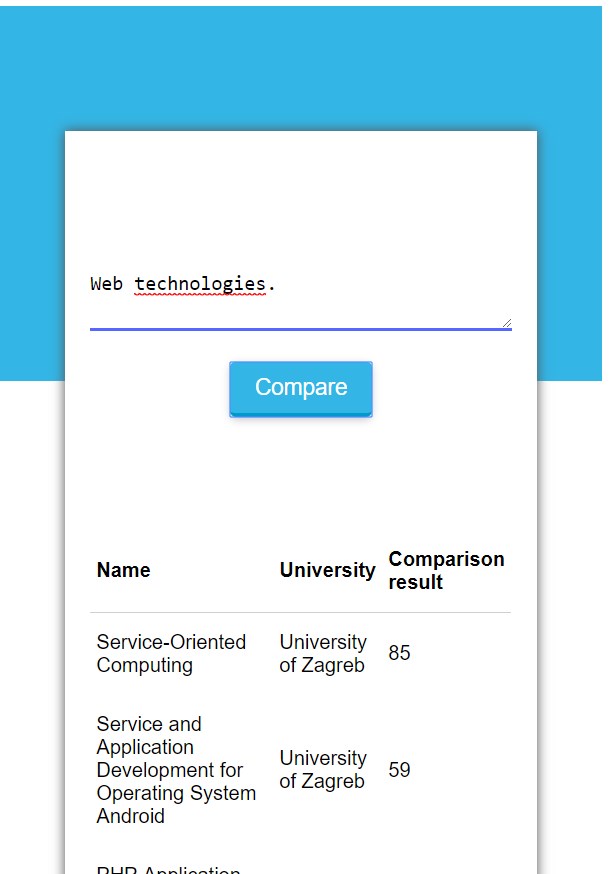 Web technologies.
Compare
Name University Comparison
result
Service-Oriented
Computing
University
of Zagreb
85
Service and
Application
Development for
Operating System
Android
University
of Zagreb
59
PHP Application